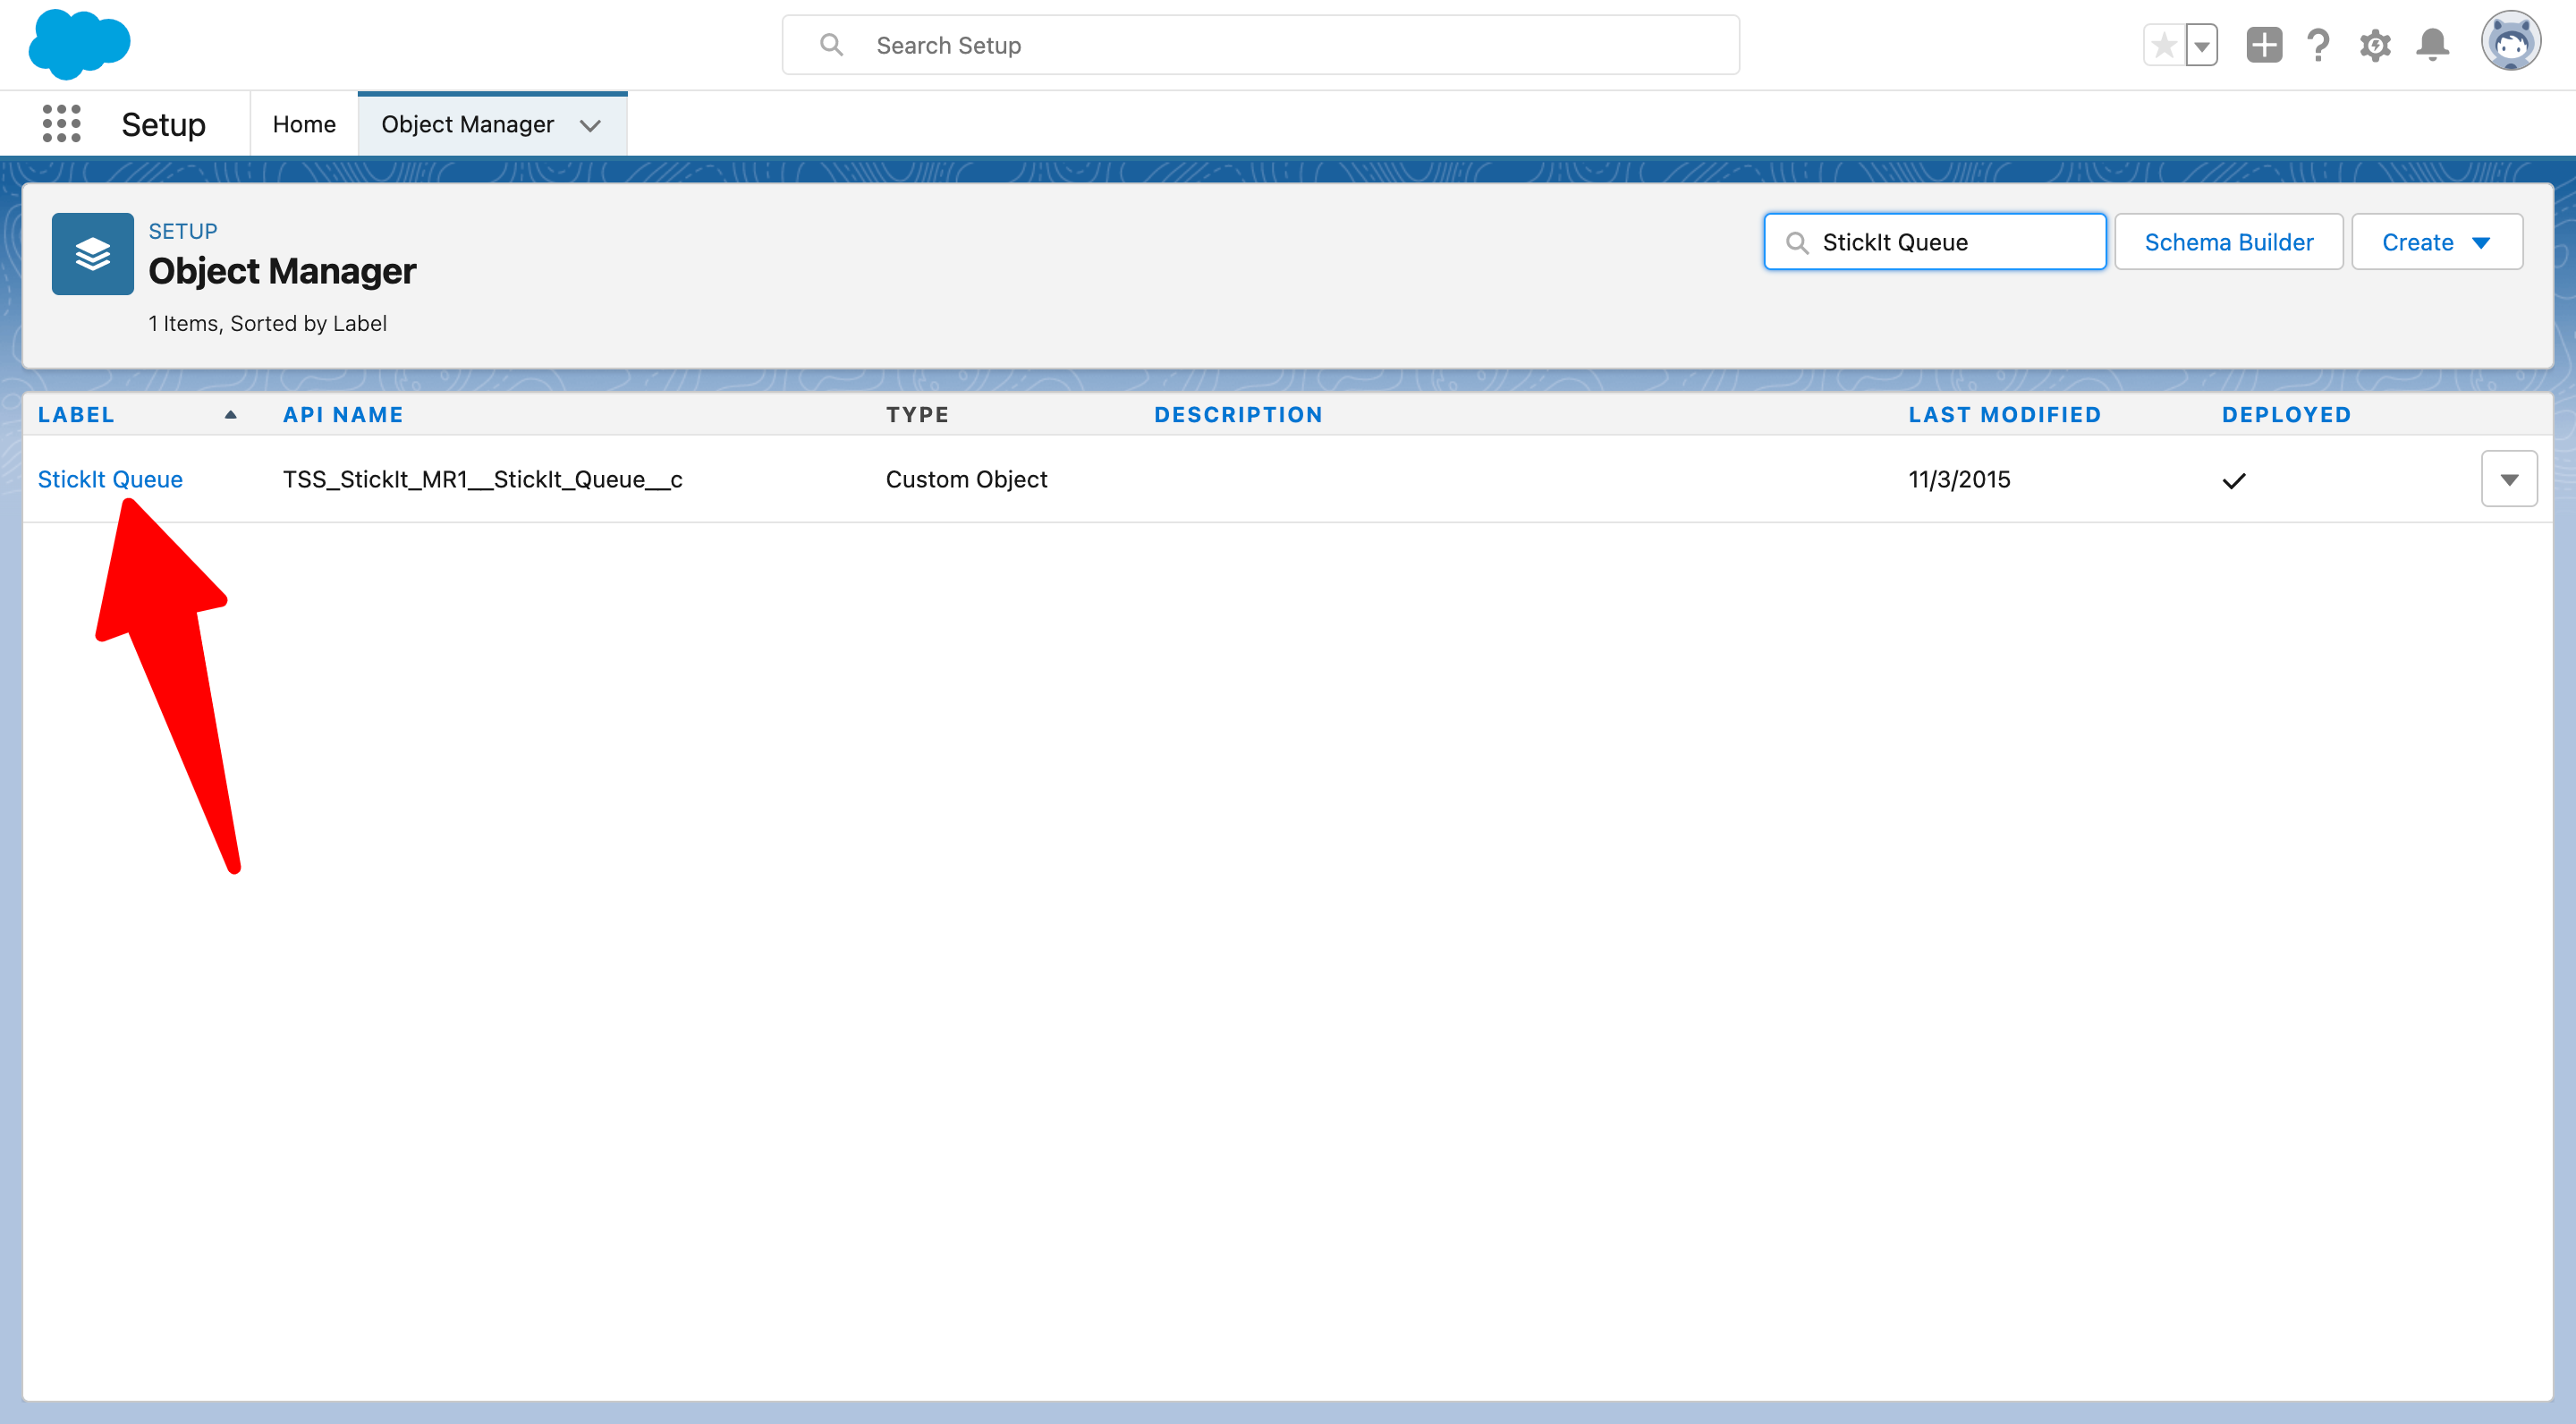 Search Setup
Setup
Home
Object Manager
SETUP
Object Manager
1 Items, Sorted by Label
StickIt Queue
Schema Builder
Create
LABEL
API NAME
TYPE
DESCRIPTION
LAST MODIFIED
DEPLOYED
StickIt Queue
TSS_StickIt_MR1__StickIt_Queue__c
Custom Object
11/3/2015